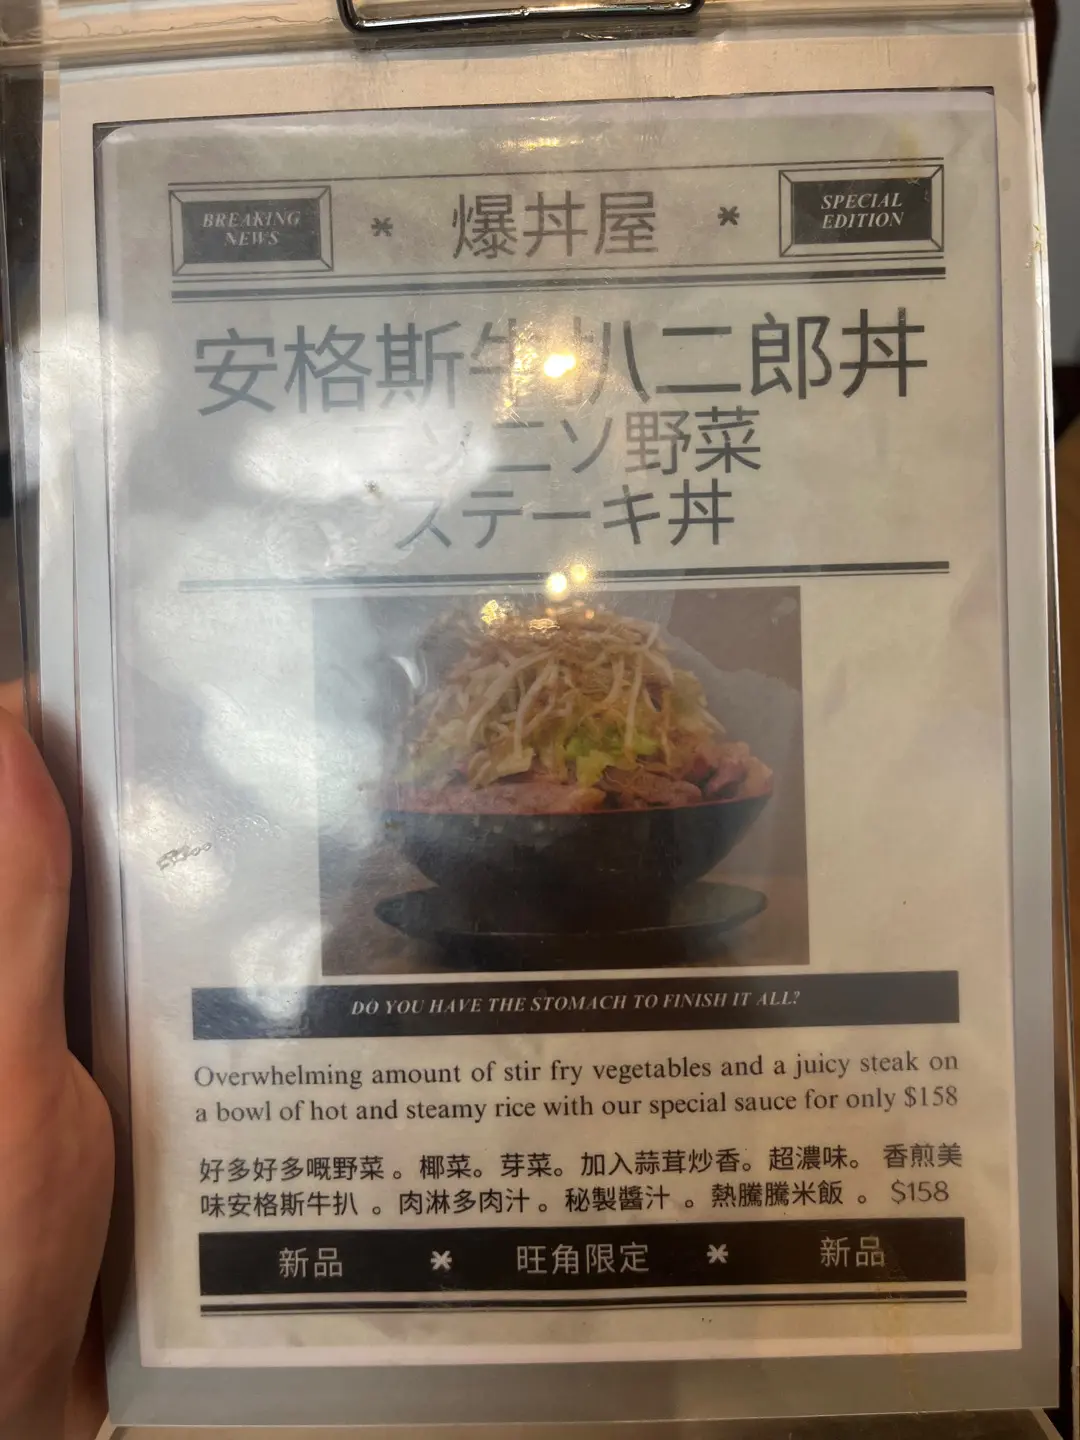 BREAKING
NEWS
* 爆丼屋 *
SPECIAL
EDITION
安格斯牛扒二郎丼
ニソニソ野菜
ステーキ丼
DO YOU HAVE THE STOMACH TO FINISH IT ALL?
Overwhelming amount of stir fry vegetables and a juicy steak on
a bowl of hot and steamy rice with our special sauce for only $158
好多好多嘅野菜。椰菜。芽菜。加入蒜茸炒香。超濃味。 香煎美
味安格斯牛扒 。肉淋多肉汁。秘製醬汁 。熱騰騰米飯 。 $158
新品 * 旺角限定 * 新品